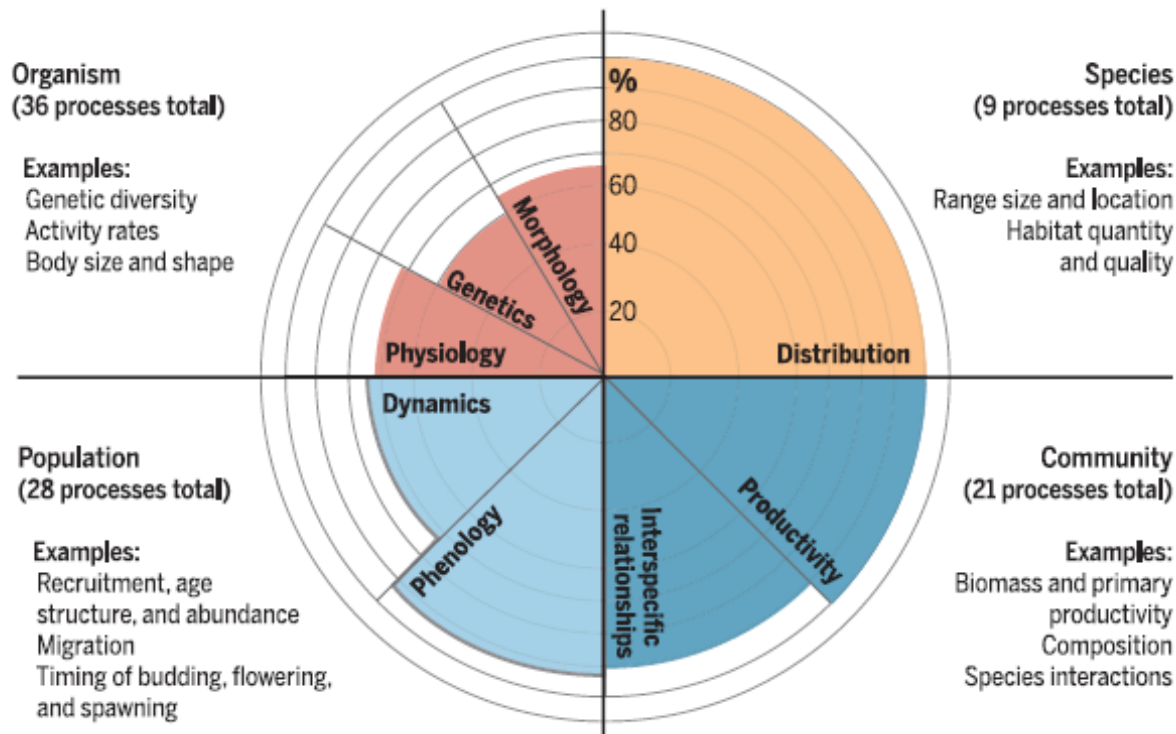 Organism
(36 processes total)
Examples:
Genetic diversity
Activity rates
Body size and shape
%
80
60
40
20
Morphology
Genetics
Physiology
Species
(9 processes total)
Examples:
Range size and location
Habitat quantity
and quality
Distribution
Dynamics
Phenology
Population
(28 processes total)
Examples:
Recruitment, age
structure, and abundance
Migration
Timing of budding, flowering,
and spawning
Interspecific
relationships
Productivity
Community
(21 processes total)
Examples:
Biomass and primary
productivity
Composition
Species interactions